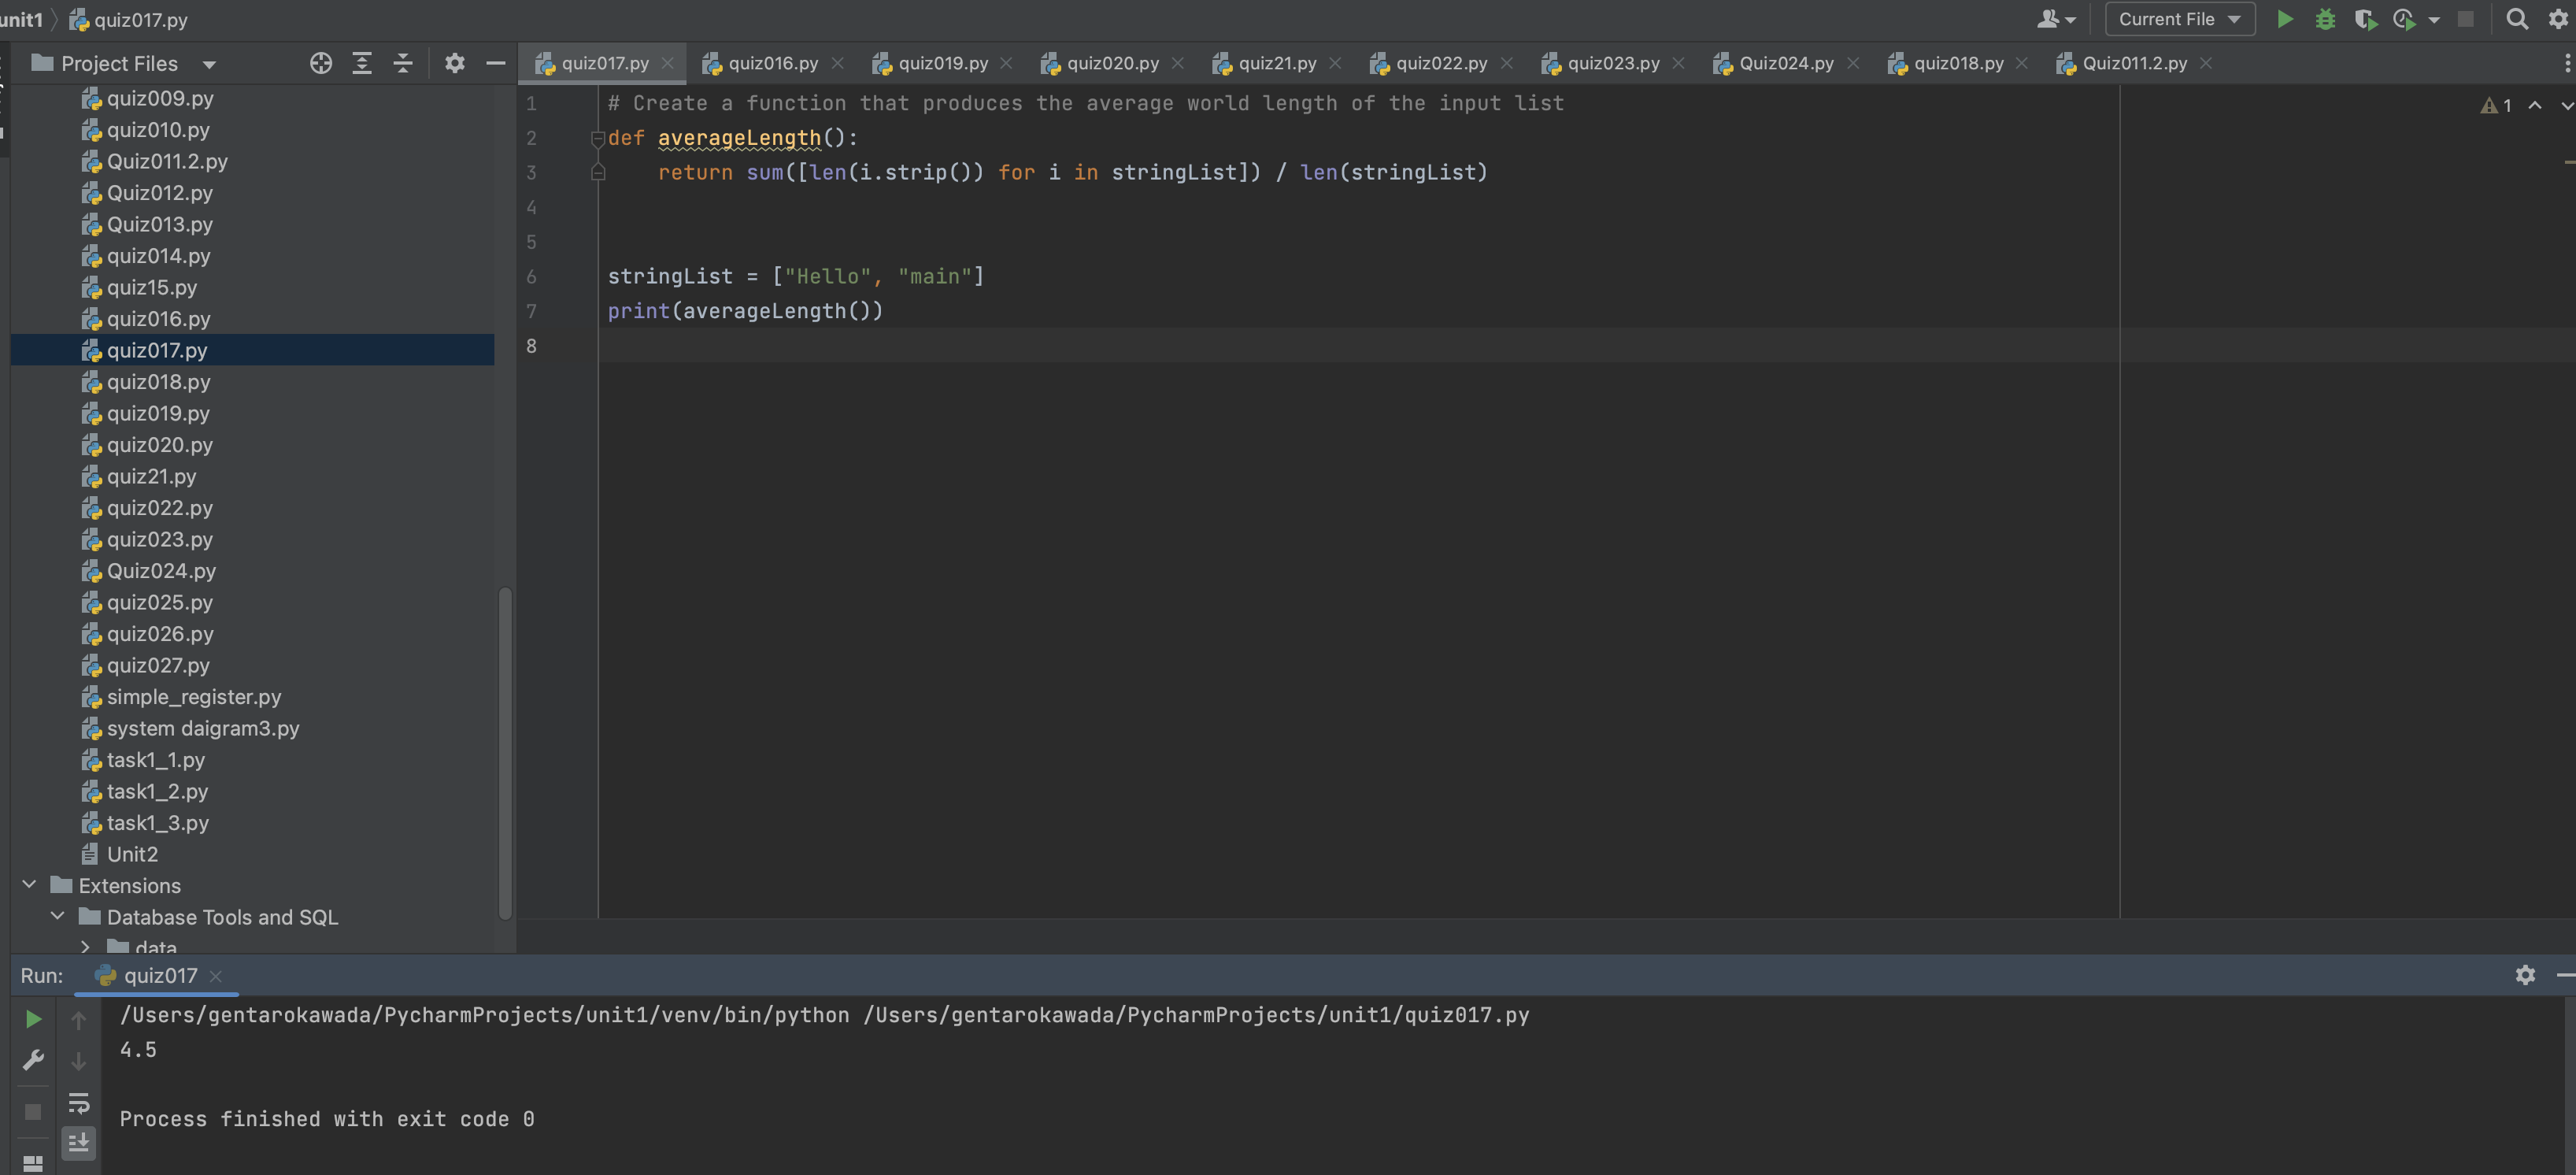 unit1 quiz017.py Current File
Project Files
quiz017.py quiz016.py quiz019.py quiz020.py quiz21.py quiz022.py quiz023.py Quiz024.py quiz018.py Quiz011.2.py
quiz009.py
quiz010.py
Quiz011.2.py
Quiz012.py
Quiz013.py
quiz014.py
quiz15.py
quiz016.py
quiz017.py
quiz018.py
quiz019.py
quiz020.py
quiz21.py
quiz022.py
quiz023.py
Quiz024.py
quiz025.py
quiz026.py
quiz027.py
simple_register.py
system daigram3.py
task1_1.py
task1_2.py
task1_3.py
Unit2
Extensions
Database Tools and SQL
data
1 # Create a function that produces the average world length of the input list
2 def averageLength():
3     return sum([len(i.strip()) for i in stringList]) / len(stringList)
4
5
6 stringList = ["Hello", "main"]
7 print(averageLength())
8
1
Run: quiz017
/Users/gentarokawada/PycharmProjects/unit1/venv/bin/python /Users/gentarokawada/PycharmProjects/unit1/quiz017.py
4.5
Process finished with exit code 0